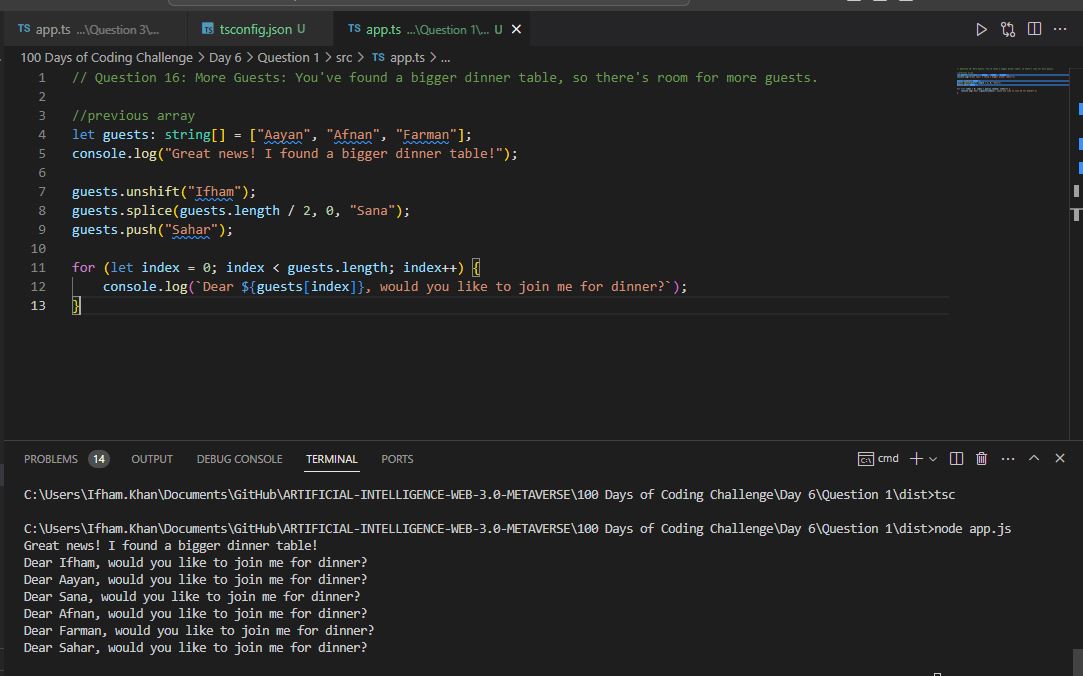 TS app.ts ...\Question 3\... TS tsconfig.json U TS app.ts ...\Question 1\... U
100 Days of Coding Challenge > Day 6 > Question 1 > src > TS app.ts > ...
1 // Question 16: More Guests: You've found a bigger dinner table, so there's room for more guests.
2
3 //previous array
4 let guests: string[] = ["Aayan", "Afnan", "Farman"];
5 console.log("Great news! I found a bigger dinner table!");
6
7 guests.unshift("Ifham");
8 guests.splice(guests.length / 2, 0, "Sana");
9 guests.push("Sahar");
10
11 for (let index = 0; index < guests.length; index++) {
12 console.log(`Dear ${guests[index]}, would you like to join me for dinner?`);
13 }
PROBLEMS 14 OUTPUT DEBUG CONSOLE TERMINAL PORTS cmd
C:\Users\Ifham.Khan\Documents\GitHub\ARTIFICIAL-INTELLIGENCE-WEB-3.0-METAVERSE\100 Days of Coding Challenge\Day 6\Question 1\dist>tsc
C:\Users\Ifham.Khan\Documents\GitHub\ARTIFICIAL-INTELLIGENCE-WEB-3.0-METAVERSE\100 Days of Coding Challenge\Day 6\Question 1\dist>node app.js
Great news! I found a bigger dinner table!
Dear Ifham, would you like to join me for dinner?
Dear Aayan, would you like to join me for dinner?
Dear Sana, would you like to join me for dinner?
Dear Afnan, would you like to join me for dinner?
Dear Farman, would you like to join me for dinner?
Dear Sahar, would you like to join me for dinner?